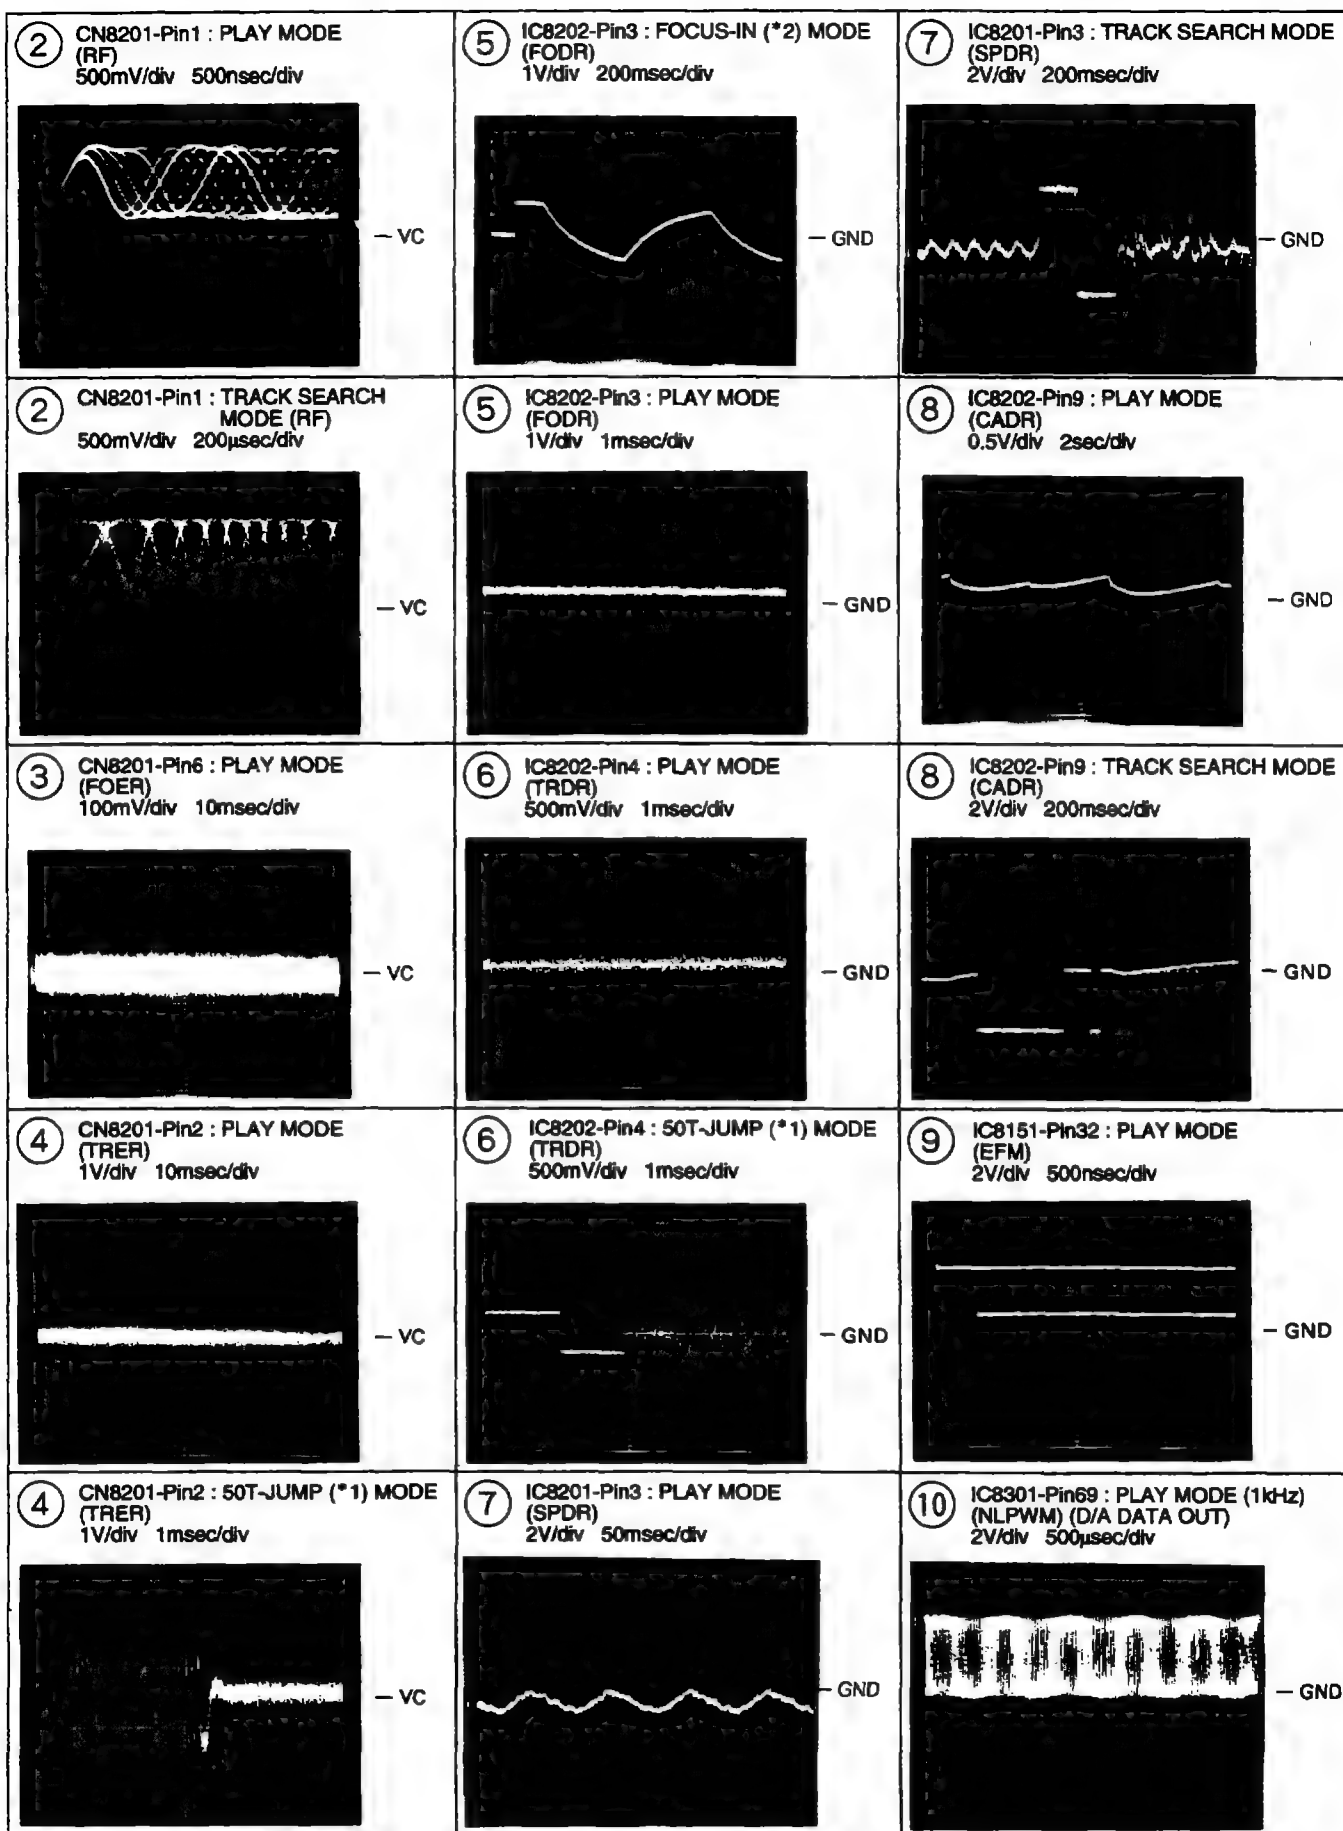 ② CN8201-Pin1 : PLAY MODE
(RF)
500mV/div 500nsec/div
– VC
⑤ IC8202-Pin3 : FOCUS-IN (*2) MODE
(FODR)
1V/div 200msec/div
– GND
⑦ IC8201-Pin3 : TRACK SEARCH MODE
(SPDR)
2V/div 200msec/div
– GND
② CN8201-Pin1 : TRACK SEARCH
MODE (RF)
500mV/div 200μsec/div
– VC
⑤ IC8202-Pin3 : PLAY MODE
(FODR)
1V/div 1msec/div
– GND
⑧ IC8202-Pin9 : PLAY MODE
(CADR)
0.5V/div 2sec/div
– GND
③ CN8201-Pin6 : PLAY MODE
(FOER)
100mV/div 10msec/div
– VC
⑥ IC8202-Pin4 : PLAY MODE
(TRDR)
500mV/div 1msec/div
– GND
⑧ IC8202-Pin9 : TRACK SEARCH MODE
(CADR)
2V/div 200msec/div
– GND
④ CN8201-Pin2 : PLAY MODE
(TRER)
1V/div 10msec/div
– VC
⑥ IC8202-Pin4 : 50T-JUMP (*1) MODE
(TRDR)
500mV/div 1msec/div
– GND
⑨ IC8151-Pin32 : PLAY MODE
(EFM)
2V/div 500nsec/div
– GND
④ CN8201-Pin2 : 50T-JUMP (*1) MODE
(TRER)
1V/div 1msec/div
– VC
⑦ IC8201-Pin3 : PLAY MODE
(SPDR)
2V/div 50msec/div
– GND
⑩ IC8301-Pin69 : PLAY MODE (1kHz)
(NLPWM) (D/A DATA OUT)
2V/div 500μsec/div
– GND